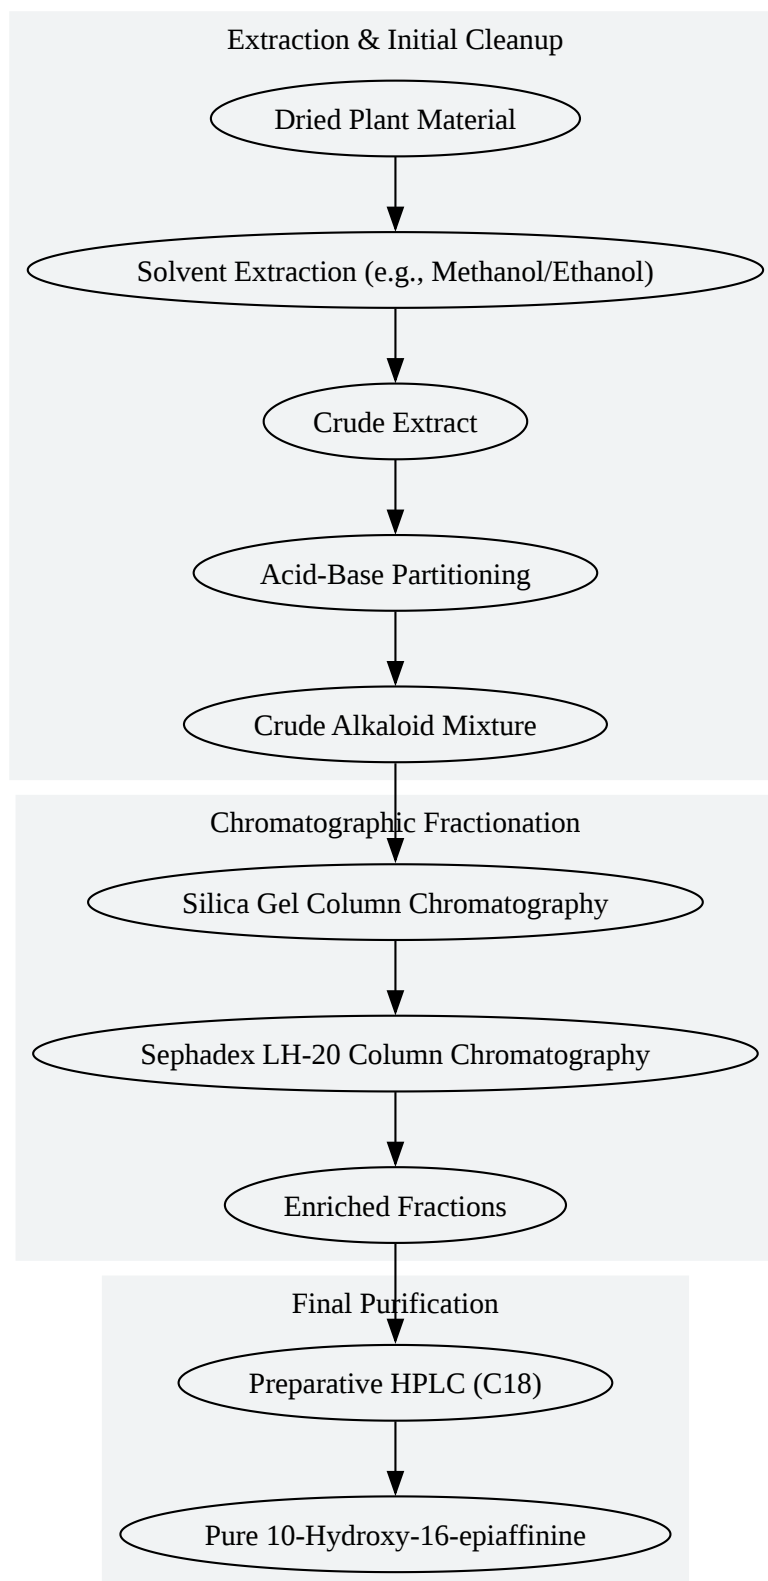 Extraction & Initial Cleanup
Dried Plant Material
Solvent Extraction (e.g., Methanol/Ethanol)
Crude Extract
Acid-Base Partitioning
Crude Alkaloid Mixture
Chromatographic Fractionation
Silica Gel Column Chromatography
Sephadex LH-20 Column Chromatography
Enriched Fractions
Final Purification
Preparative HPLC (C18)
Pure 10-Hydroxy-16-epiaffinine